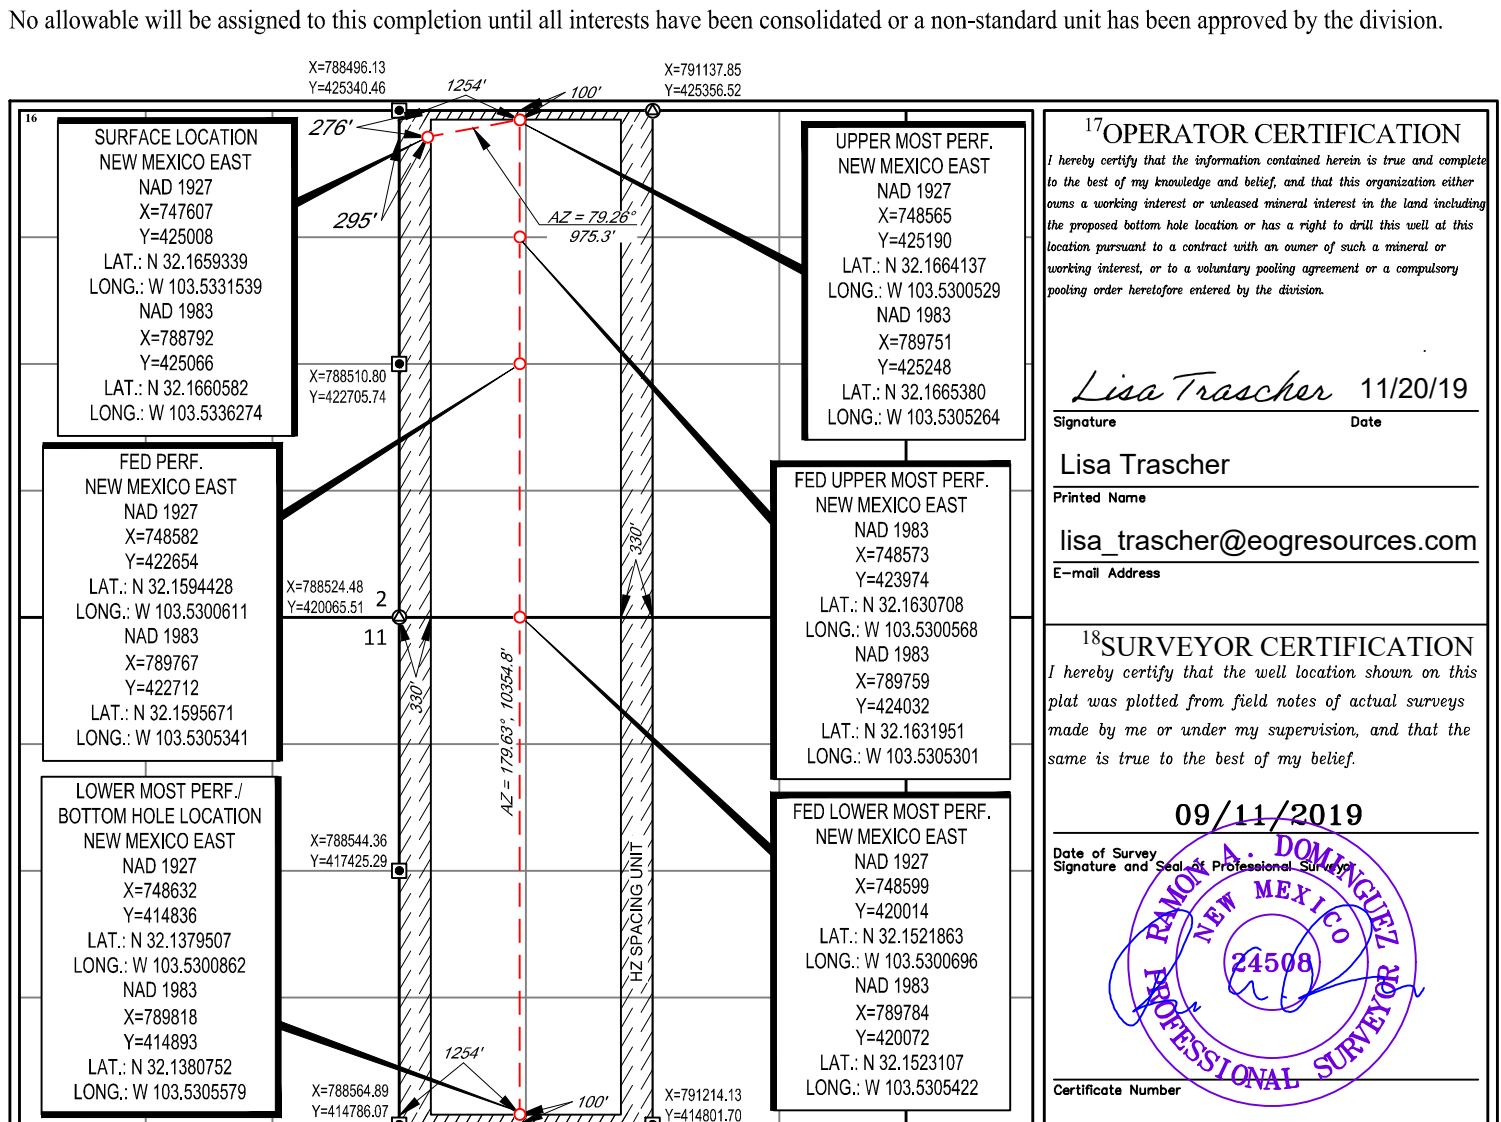 No allowable will be assigned to this completion until all interests have been consolidated or a non-standard unit has been approved by the division.
X=788496.13
Y=425340.46
1254'
100'
X=791137.85
Y=425356.52
16
276'
295'
AZ = 79.26°
975.3'
SURFACE LOCATION
NEW MEXICO EAST
NAD 1927
X=747607
Y=425008
LAT.: N 32.1659339
LONG.: W 103.5331539
NAD 1983
X=788792
Y=425066
LAT.: N 32.1660582
LONG.: W 103.5336274
UPPER MOST PERF.
NEW MEXICO EAST
NAD 1927
X=748565
Y=425190
LAT.: N 32.1664137
LONG.: W 103.5300529
NAD 1983
X=789751
Y=425248
LAT.: N 32.1665380
LONG.: W 103.5305264
X=788510.80
Y=422705.74
FED PERF.
NEW MEXICO EAST
NAD 1927
X=748582
Y=422654
LAT.: N 32.1594428
LONG.: W 103.5300611
NAD 1983
X=789767
Y=422712
LAT.: N 32.1595671
LONG.: W 103.5305341
FED UPPER MOST PERF.
NEW MEXICO EAST
NAD 1983
X=748573
Y=423974
LAT.: N 32.1630708
LONG.: W 103.5300568
NAD 1983
X=789759
Y=424032
LAT.: N 32.1631951
LONG.: W 103.5305301
330'
X=788524.48
Y=420065.51
2
11
330'
AZ = 179.63°, 10354.8'
LOWER MOST PERF./
BOTTOM HOLE LOCATION
NEW MEXICO EAST
NAD 1927
X=748632
Y=414836
LAT.: N 32.1379507
LONG.: W 103.5300862
NAD 1983
X=789818
Y=414893
LAT.: N 32.1380752
LONG.: W 103.5305579
X=788544.36
Y=417425.29
HZ SPACING UNIT
FED LOWER MOST PERF.
NEW MEXICO EAST
NAD 1927
X=748599
Y=420014
LAT.: N 32.1521863
LONG.: W 103.5300696
NAD 1983
X=789784
Y=420072
LAT.: N 32.1523107
LONG.: W 103.5305422
1254'
100'
X=788564.89
Y=414786.07
X=791214.13
Y=414801.70
17OPERATOR CERTIFICATION
I hereby certify that the information contained herein is true and complete
to the best of my knowledge and belief, and that this organization either
owns a working interest or unleased mineral interest in the land including
the proposed bottom hole location or has a right to drill this well at this
location pursuant to a contract with an owner of such a mineral or
working interest, or to a voluntary pooling agreement or a compulsory
pooling order heretofore entered by the division.
Lisa Trascher 11/20/19
Signature Date
Lisa Trascher
Printed Name
lisa_trascher@eogresources.com
E-mail Address
18SURVEYOR CERTIFICATION
I hereby certify that the well location shown on this
plat was plotted from field notes of actual surveys
made by me or under my supervision, and that the
same is true to the best of my belief.
09/11/2019
Date of Survey
Signature and Seal of Professional Surveyor
RAMON A. DOMINGUEZ
NEW MEXICO
24508
PROFESSIONAL SURVEYOR
Certificate Number